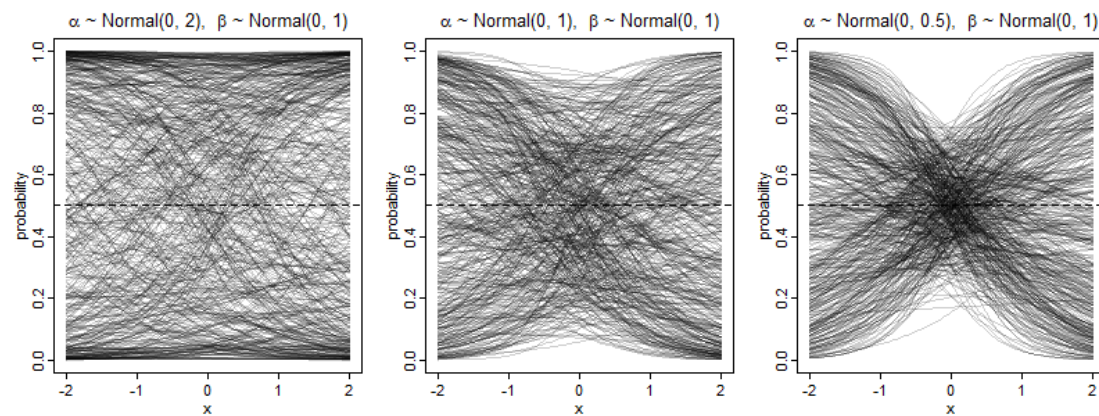 α ~ Normal(0, 2),  β ~ Normal(0, 1)
probability
0.0 0.2 0.4 0.6 0.8 1.0
-2 -1 0 1 2
x
α ~ Normal(0, 1),  β ~ Normal(0, 1)
probability
0.0 0.2 0.4 0.6 0.8 1.0
-2 -1 0 1 2
x
α ~ Normal(0, 0.5),  β ~ Normal(0, 1)
probability
0.0 0.2 0.4 0.6 0.8 1.0
-2 -1 0 1 2
x